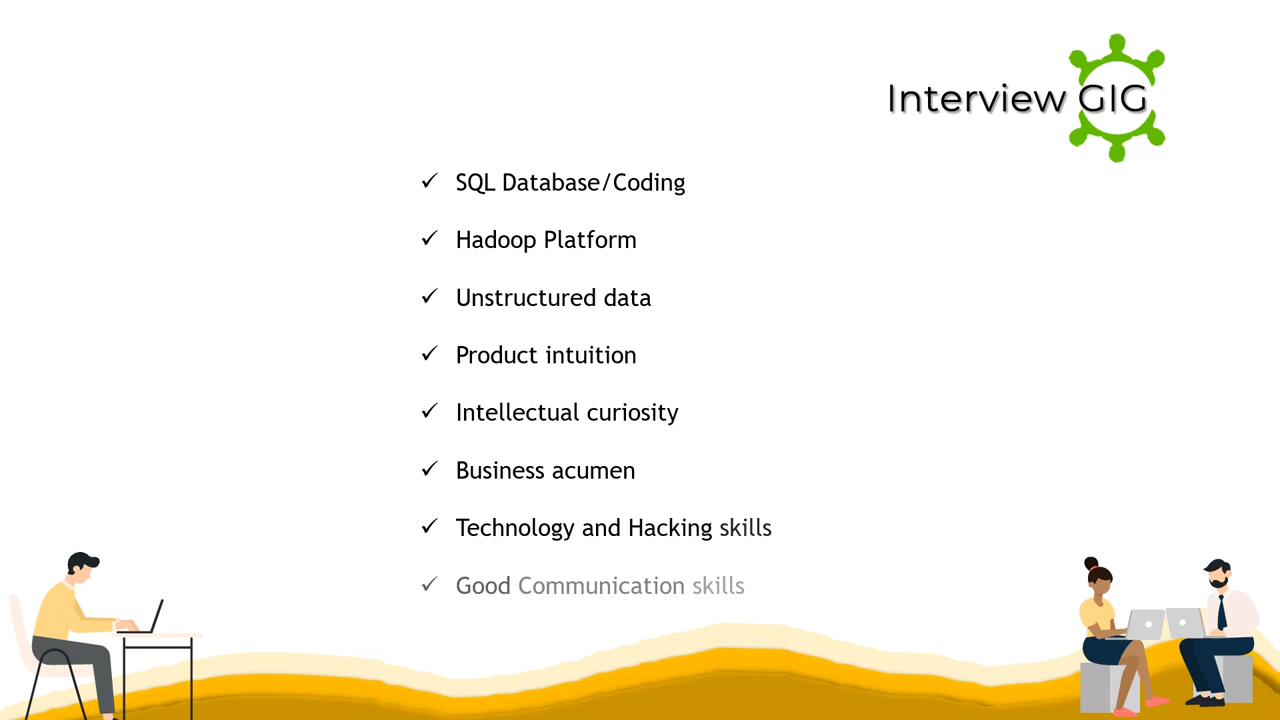 Interview GIG
✓ SQL Database/Coding
✓ Hadoop Platform
✓ Unstructured data
✓ Product intuition
✓ Intellectual curiosity
✓ Business acumen
✓ Technology and Hacking skills
✓ Good Communication skills